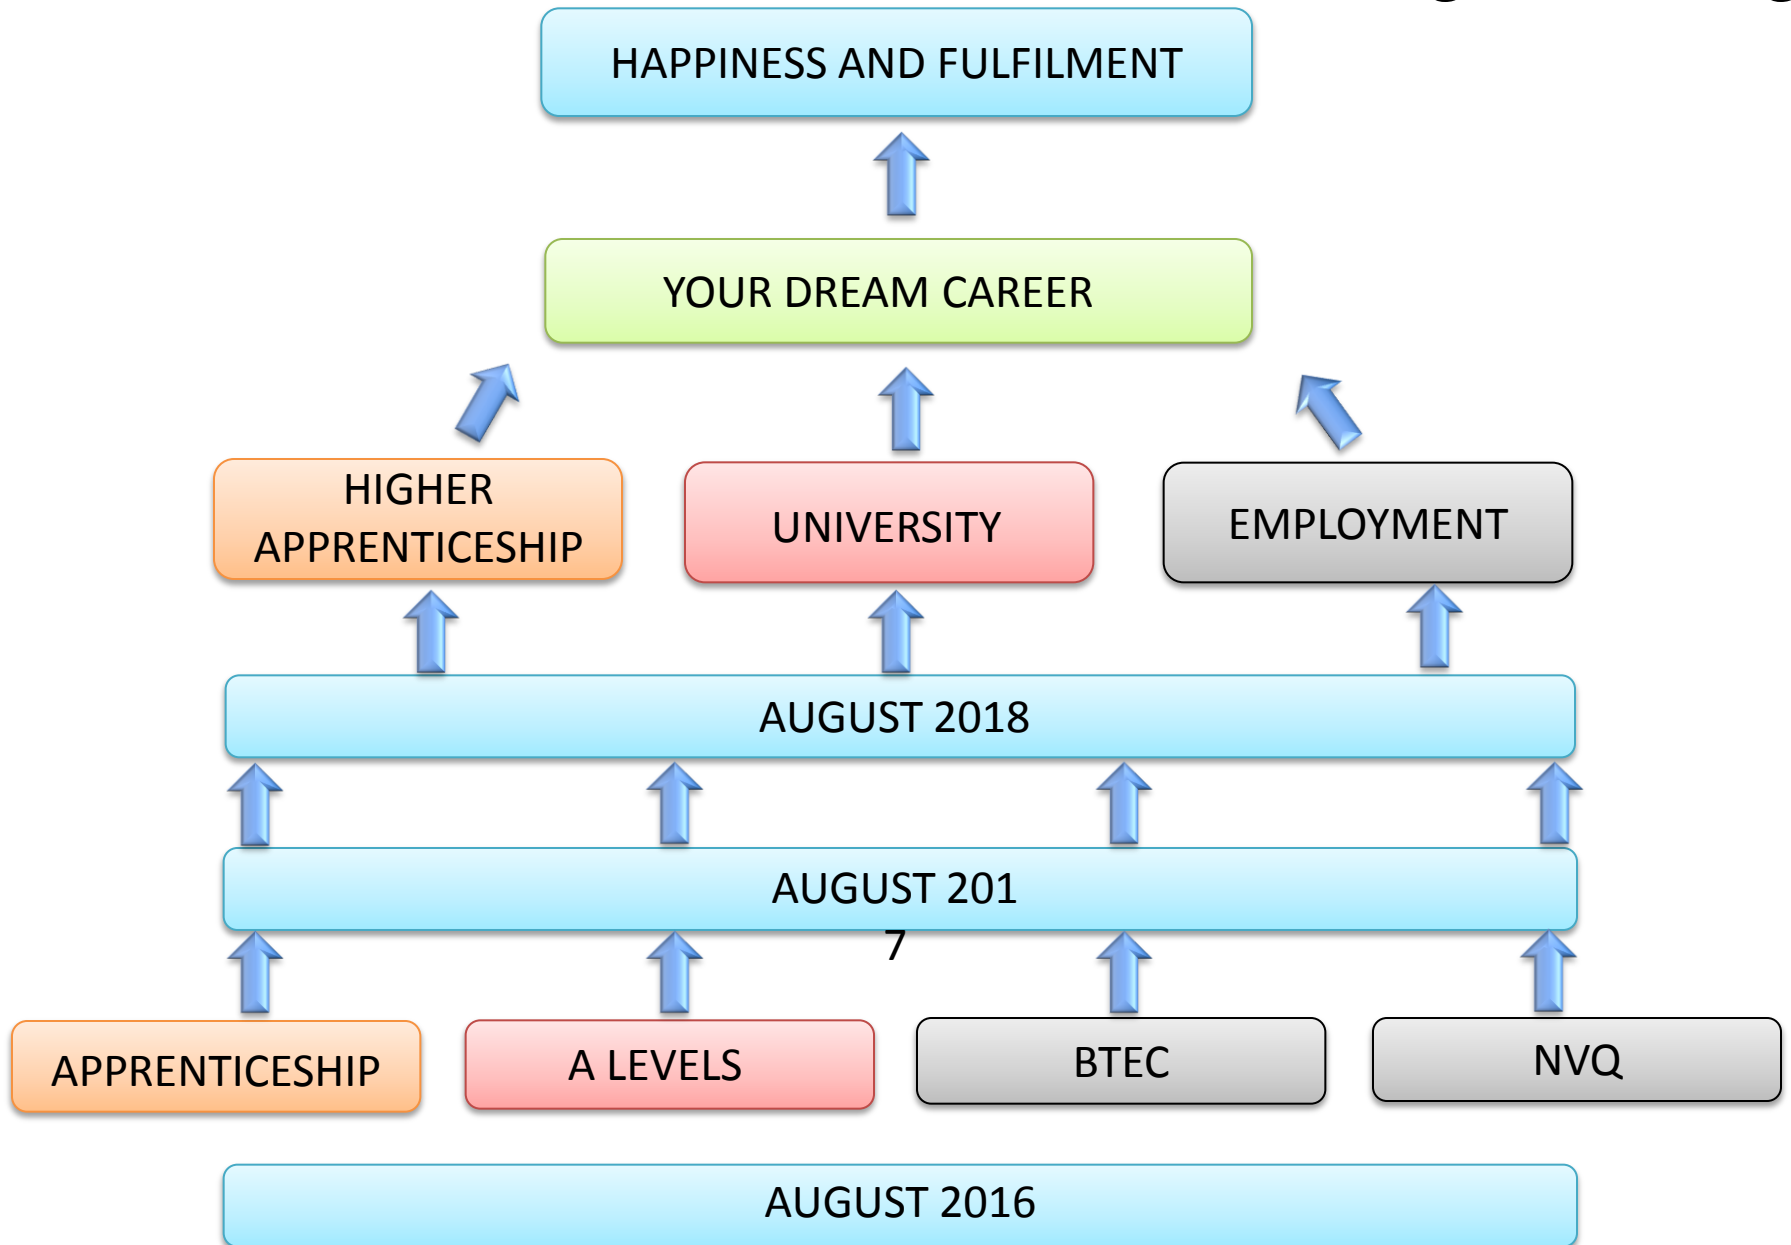 HAPPINESS AND FULFILMENT
YOUR DREAM CAREER
HIGHER
APPRENTICESHIP
UNIVERSITY
EMPLOYMENT
AUGUST 2018
AUGUST 201
7
APPRENTICESHIP
A LEVELS
BTEC
NVQ
AUGUST 2016